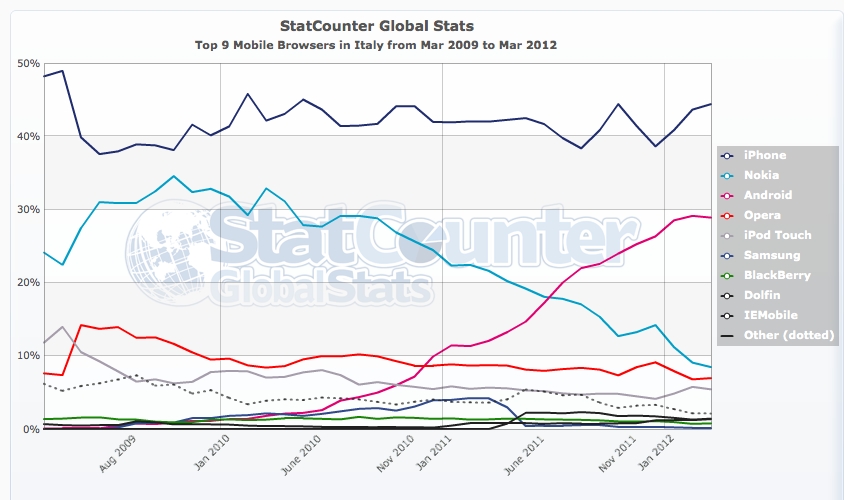 StatCounter Global Stats
Top 9 Mobile Browsers in Italy from Mar 2009 to Mar 2012
50%
40%
30%
20%
10%
0%
StatCounter
GlobalStats
iPhone
Nokia
Android
Opera
iPod Touch
Samsung
BlackBerry
Dolfin
IEMobile
Other (dotted)
Aug 2009
Jan 2010
June 2010
Nov 2010
Jan 2011
June 2011
Nov 2011
Jan 2012